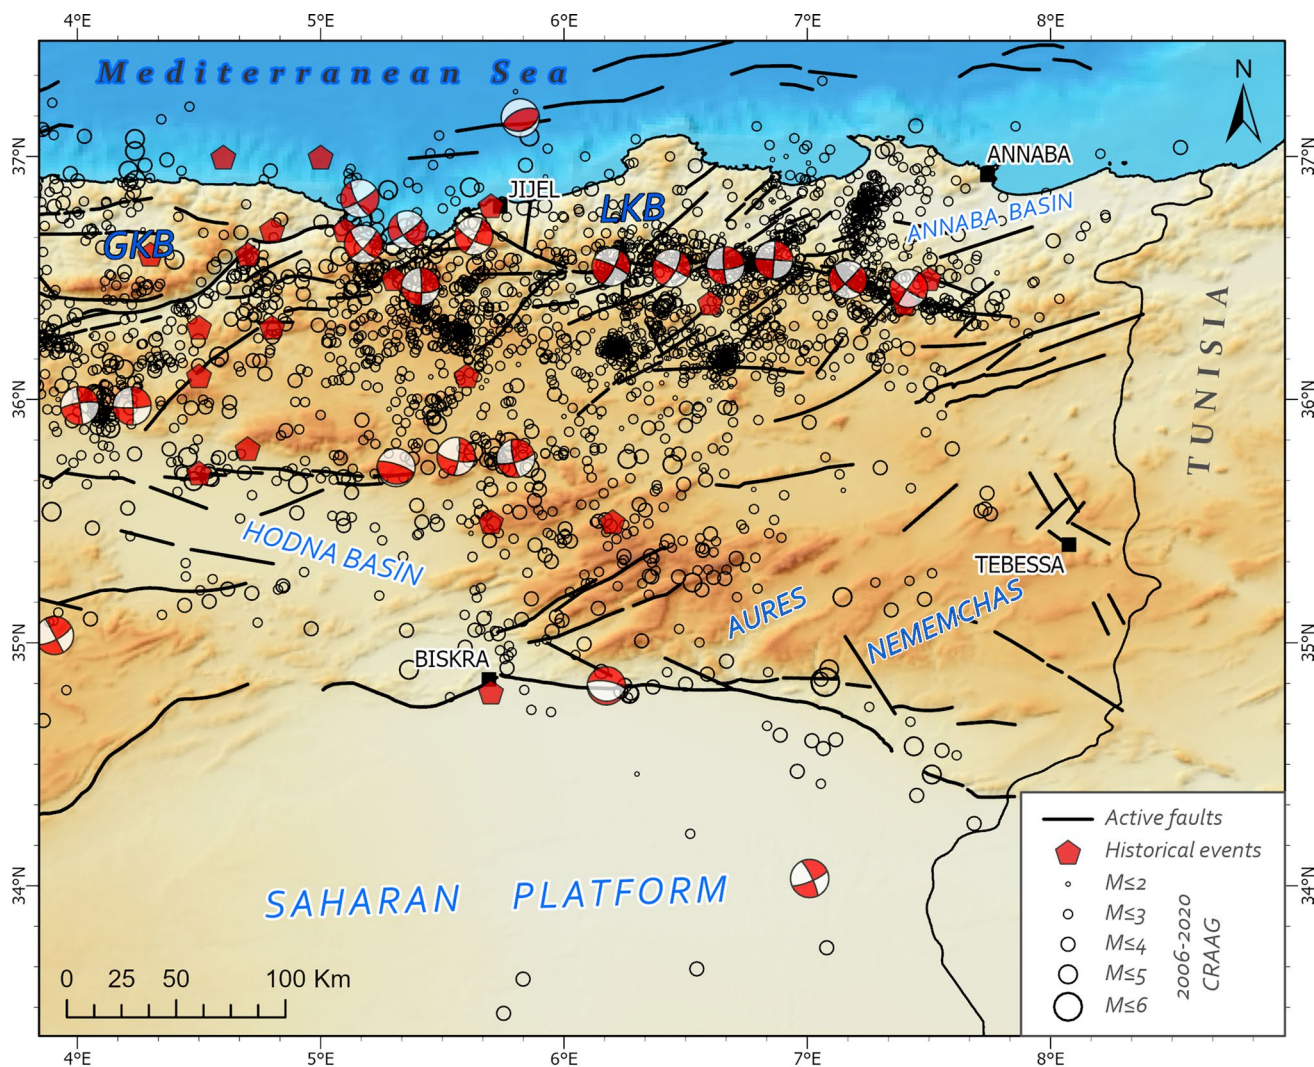 4°E 5°E 6°E 7°E 8°E
Mediterranean Sea
N
37°N
37°N
ANNABA
JIJEL
LKB
ANNABA BASIN
GKB
TUNISIA
36°N
36°N
HODNA BASIN
TEBESSA
AURES
NEMEMCHAS
35°N
35°N
BISKRA
SAHARAN PLATFORM
34°N
34°N
Active faults
Historical events
M≤2
M≤3
M≤4
M≤5
M≤6
2006-2020
CRAAG
0 25 50 100 Km
4°E 5°E 6°E 7°E 8°E